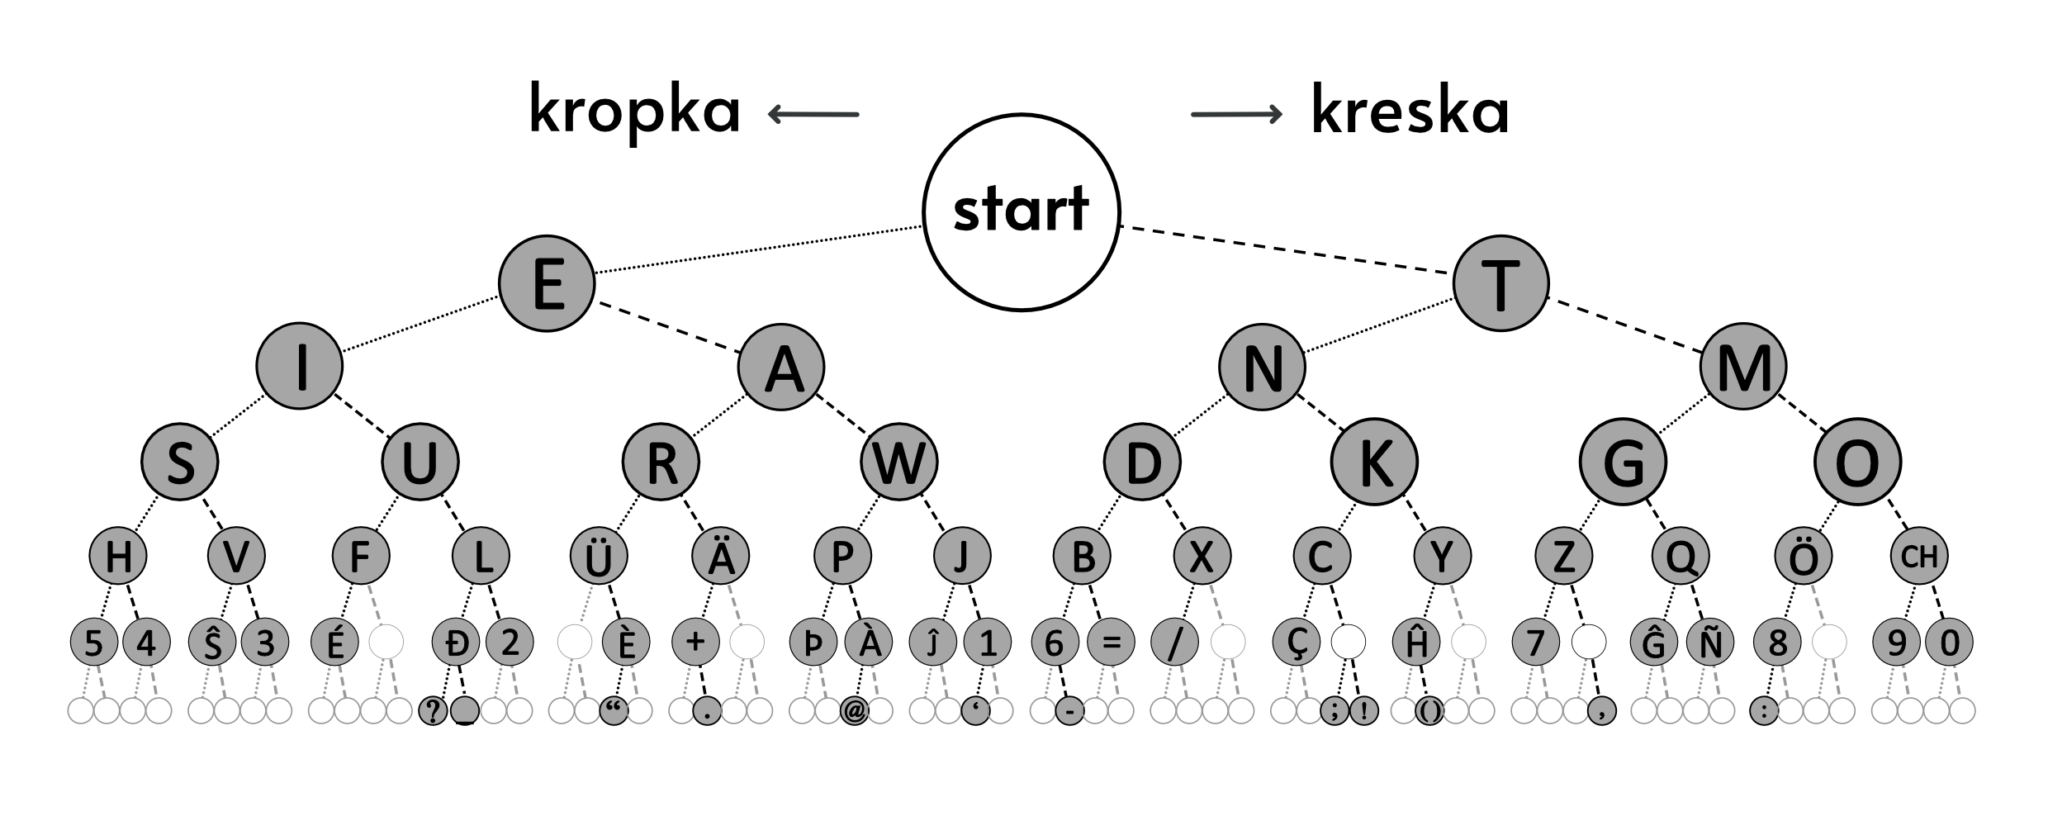 kropka ← → kreska
start
E T
I A N M
S U R W D K G O
H V F L Ü Ä P J B X C Y Z Q Ö CH
5 4 Ŝ 3 É Đ 2 È + Þ À Ĵ 1 6 = / Ç Ĥ 7 Ĝ Ñ 8 9 0
? _ “ . @ ‘ - ; ! () , :